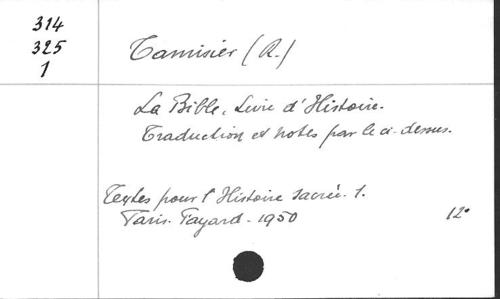 314
325
1
Tamisier (R.)
La Bible, Livre d'Histoire.
Traduction et notes par le ci-dessus.
Textes pour l'Histoire sacrée. 1.
Paris. Fayard - 1950
12°